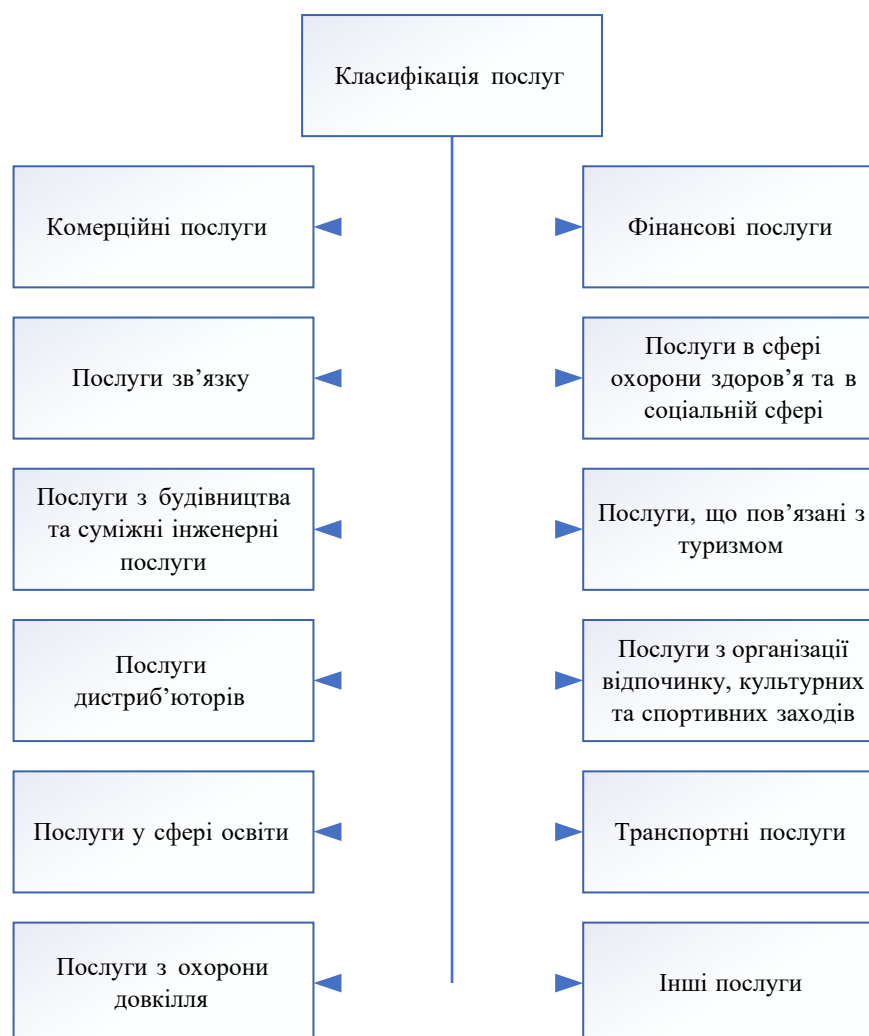 Класифікація послуг
Комерційні послуги
Фінансові послуги
Послуги зв’язку
Послуги в сфері
охорони здоров’я та в
соціальній сфері
Послуги з будівництва
та суміжні інженерні
послуги
Послуги, що пов’язані з
туризмом
Послуги
дистриб’юторів
Послуги з організації
відпочинку, культурних
та спортивних заходів
Послуги у сфері освіти
Транспортні послуги
Послуги з охорони
довкілля
Інші послуги